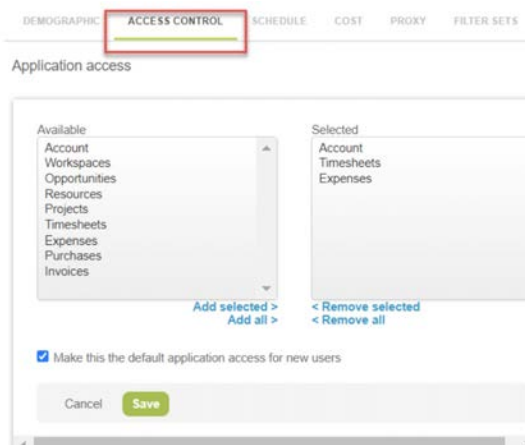 DEMOGRAPHIC ACCESS CONTROL SCHEDULE COST PROXY FILTER SETS
Application access
Available
Account
Workspaces
Opportunities
Resources
Projects
Timesheets
Expenses
Purchases
Invoices
Add selected >
Add all >
Selected
Account
Timesheets
Expenses
< Remove selected
< Remove all
Make this the default application access for new users
Cancel Save